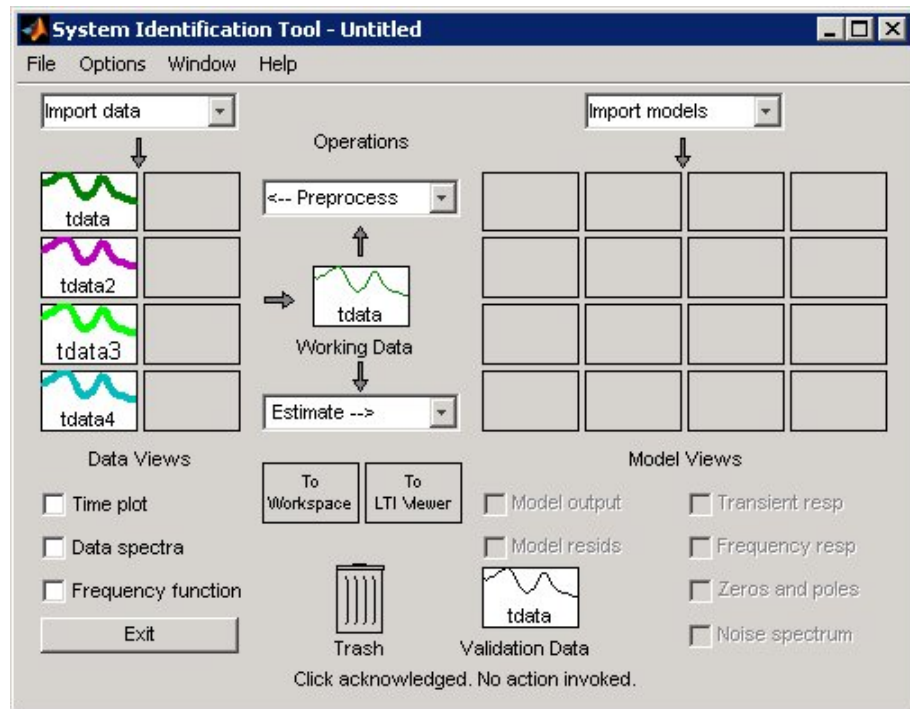 System Identification Tool - Untitled
File Options Window Help
Import data
Import models
Operations
<-- Preprocess
tdata
tdata2
tdata3
tdata4
tdata
Working Data
Estimate -->
Data Views
Model Views
To Workspace
To LTI Viewer
Time plot
Data spectra
Frequency function
Exit
Model output
Transient resp
Model resids
Frequency resp
Zeros and poles
Noise spectrum
tdata
Trash
Validation Data
Click acknowledged. No action invoked.